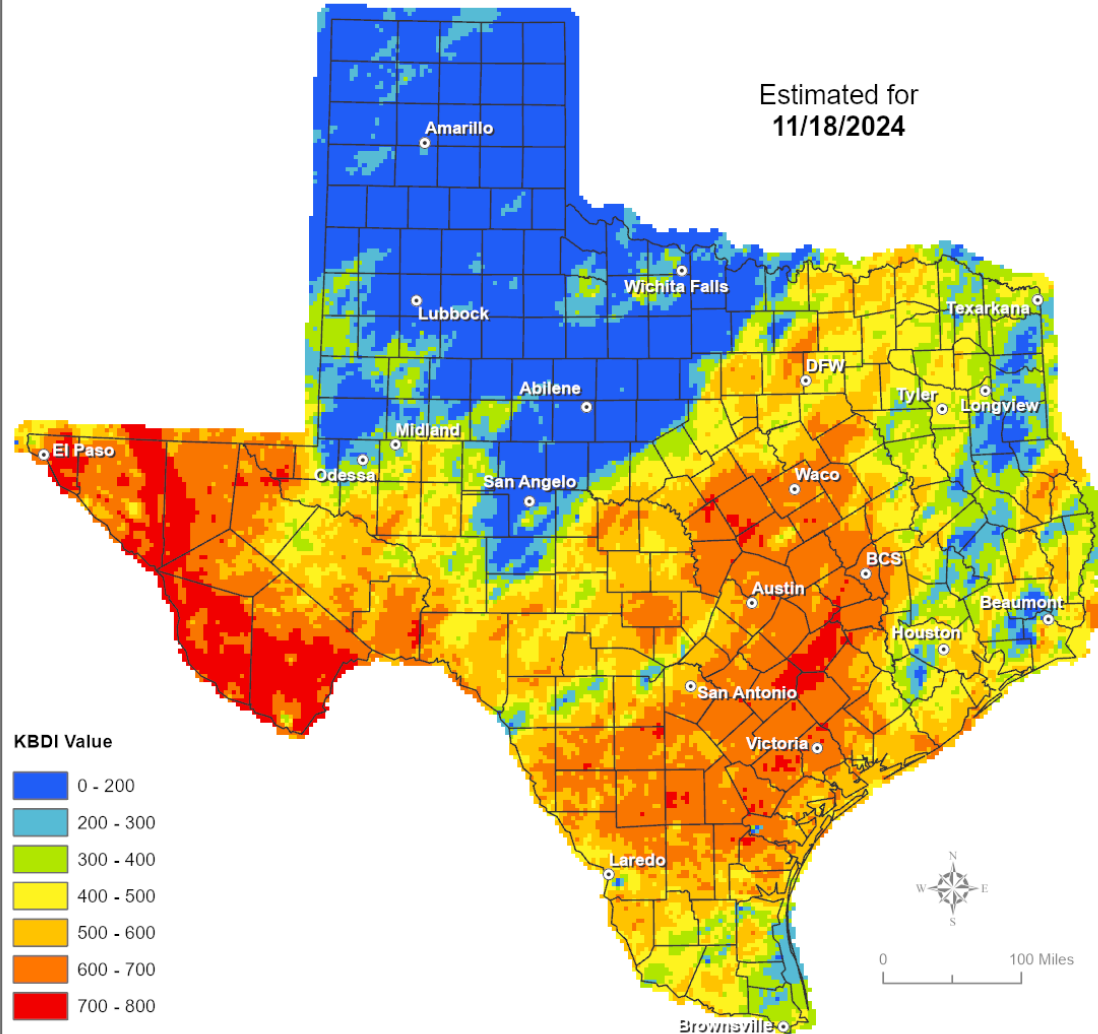 Estimated for
11/18/2024
Amarillo
Wichita Falls
Lubbock
Texarkana
DFW
Abilene
Tyler
Longview
Midland
El Paso
Odessa
San Angelo
Waco
BCS
Austin
Beaumont
Houston
San Antonio
Victoria
Laredo
Brownsville
KBDI Value
0 - 200
200 - 300
300 - 400
400 - 500
500 - 600
600 - 700
700 - 800
N
W E
S
0 100 Miles